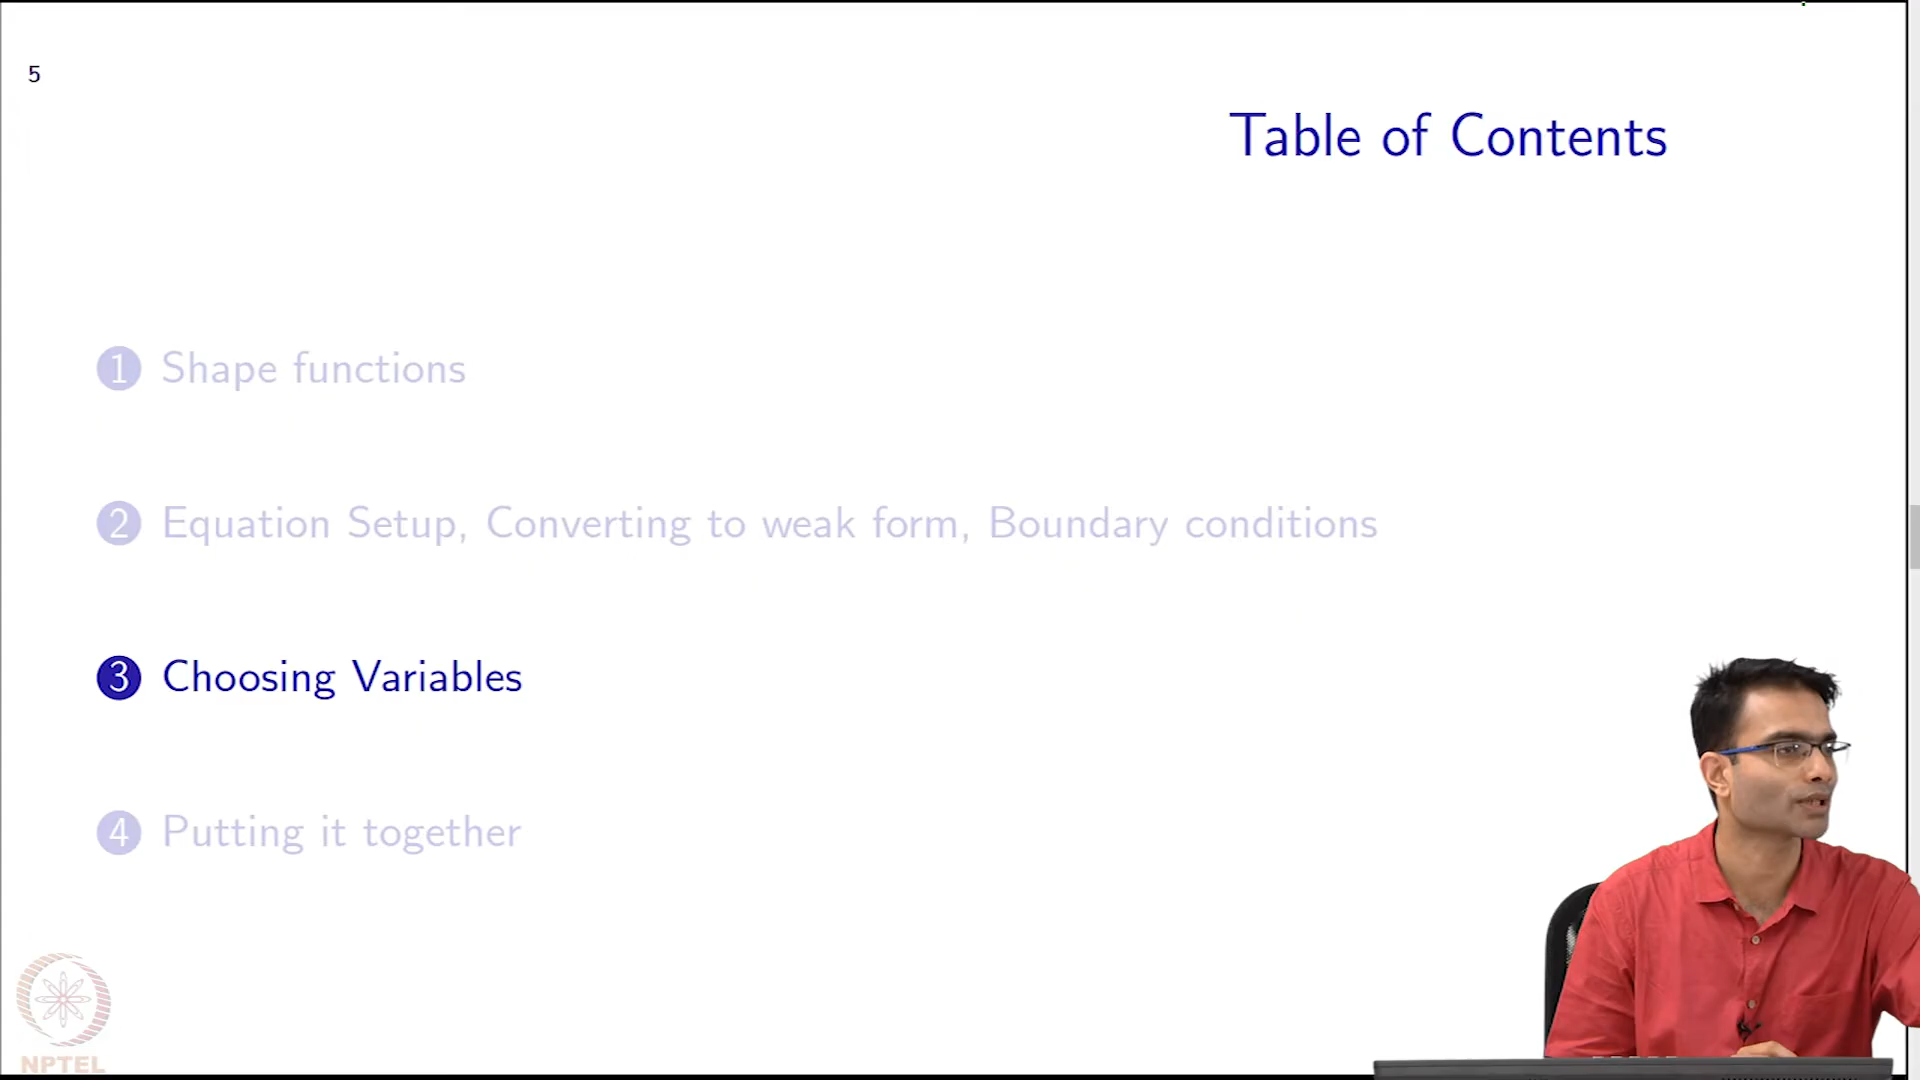 5
Table of Contents
1 Shape functions
2 Equation Setup, Converting to weak form, Boundary conditions
3 Choosing Variables
4 Putting it together
NPTEL